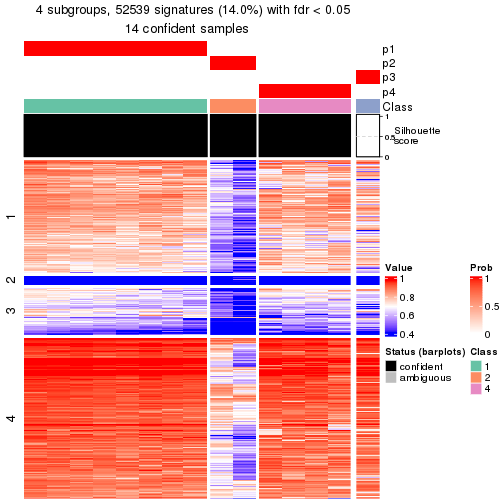 4 subgroups, 52539 signatures (14.0%) with fdr < 0.05
14 confident samples
p1
p2
p3
p4
Class
1
0.5
0
Silhouette
score
1
2
3
4
Value
1
0.8
0.6
0.4
Prob
1
0.5
0
Status (barplots)
confident
ambiguous
Class
1
2
4